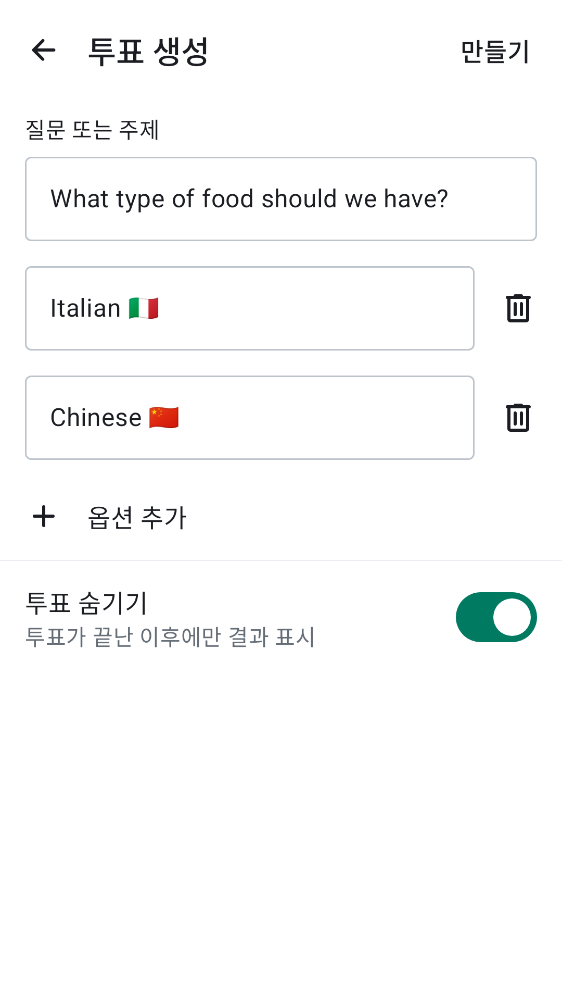 투표 생성
만들기
질문 또는 주제
What type of food should we have?
Italian 🇮🇹
Chinese 🇨🇳
옵션 추가
투표 숨기기
투표가 끝난 이후에만 결과 표시